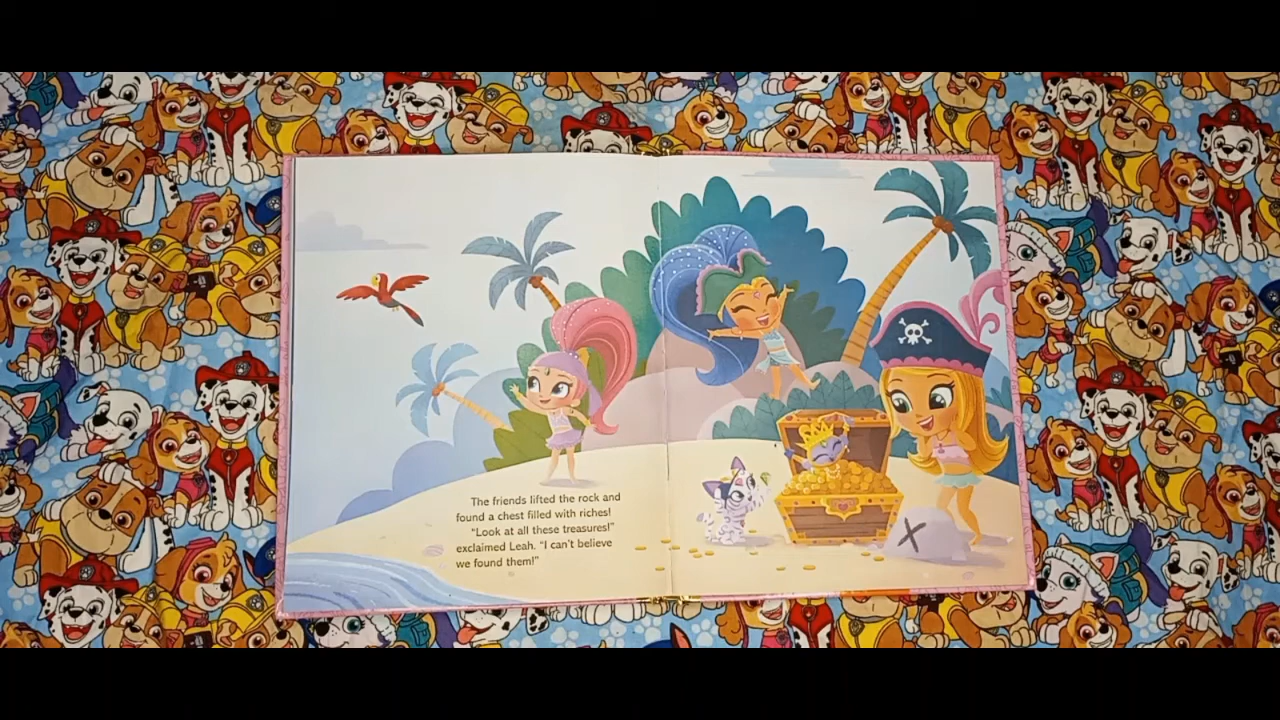 The friends lifted the rock and
found a chest filled with riches!
"Look at all these treasures!"
exclaimed Leah. "I can't believe
we found them!"